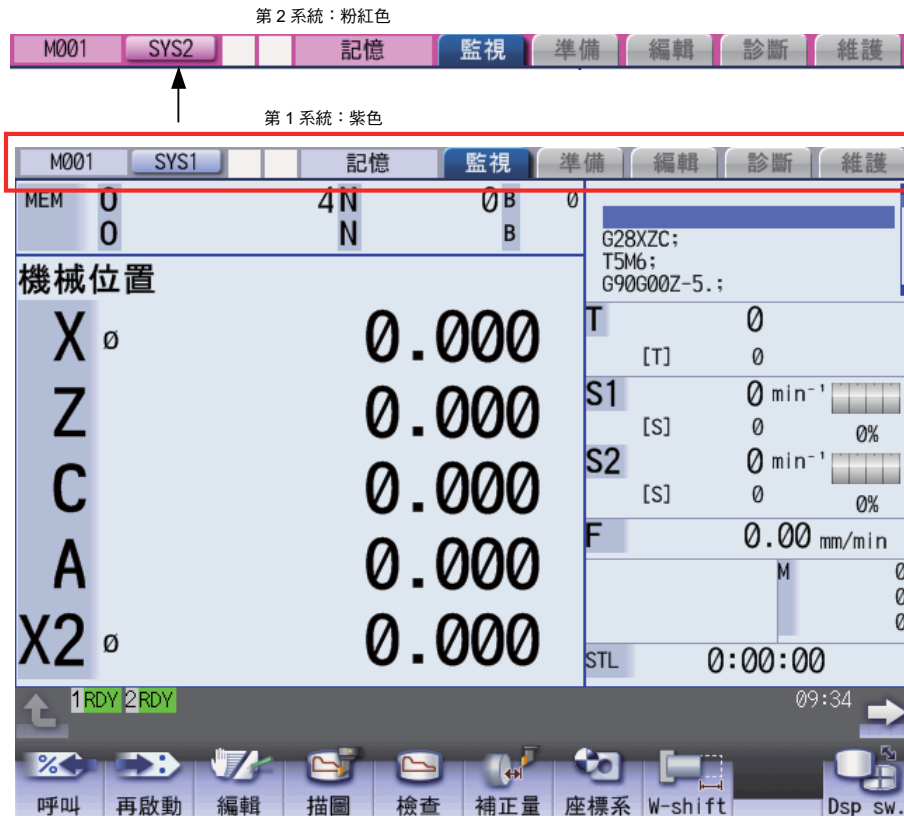 第 2 系統：粉紅色
M001 SYS2 記憶 監視 準備 編輯 診斷 維護
第 1 系統：紫色
M001 SYS1 記憶 監視 準備 編輯 診斷 維護
MEM O 4 N 0 B 0
O N B
G28XZC;
T5M6;
G90G00Z-5.;
機械位置
X ø 0.000
Z 0.000
C 0.000
A 0.000
X2 ø 0.000
T 0
[T] 0
S1 0 min⁻¹
[S] 0 0%
S2 0 min⁻¹
[S] 0 0%
F 0.00 mm/min
M 0
0
0
STL 0:00:00
1RDY 2RDY 09:34
呼叫 再啟動 編輯 描圖 檢查 補正量 座標系 W-shift Dsp sw.